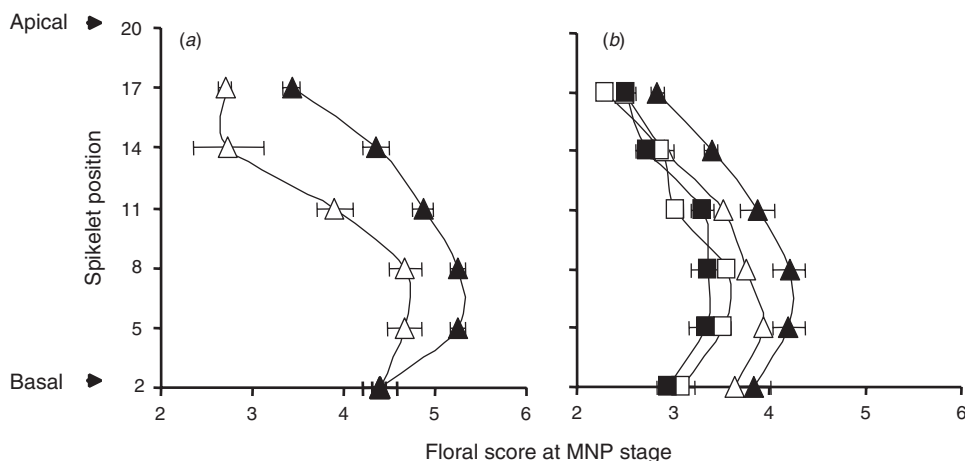 Apical
20
17
14
11
8
5
2
Basal
Spikelet position
(a)
(b)
2 3 4 5 6
2 3 4 5 6
Floral score at MNP stage